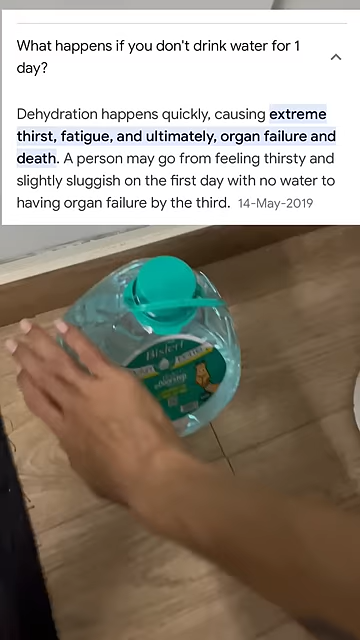 What happens if you don't drink water for 1
day?
Dehydration happens quickly, causing extreme
thirst, fatigue, and ultimately, organ failure and
death. A person may go from feeling thirsty and
slightly sluggish on the first day with no water to
having organ failure by the third. 14-May-2019
Bisleri